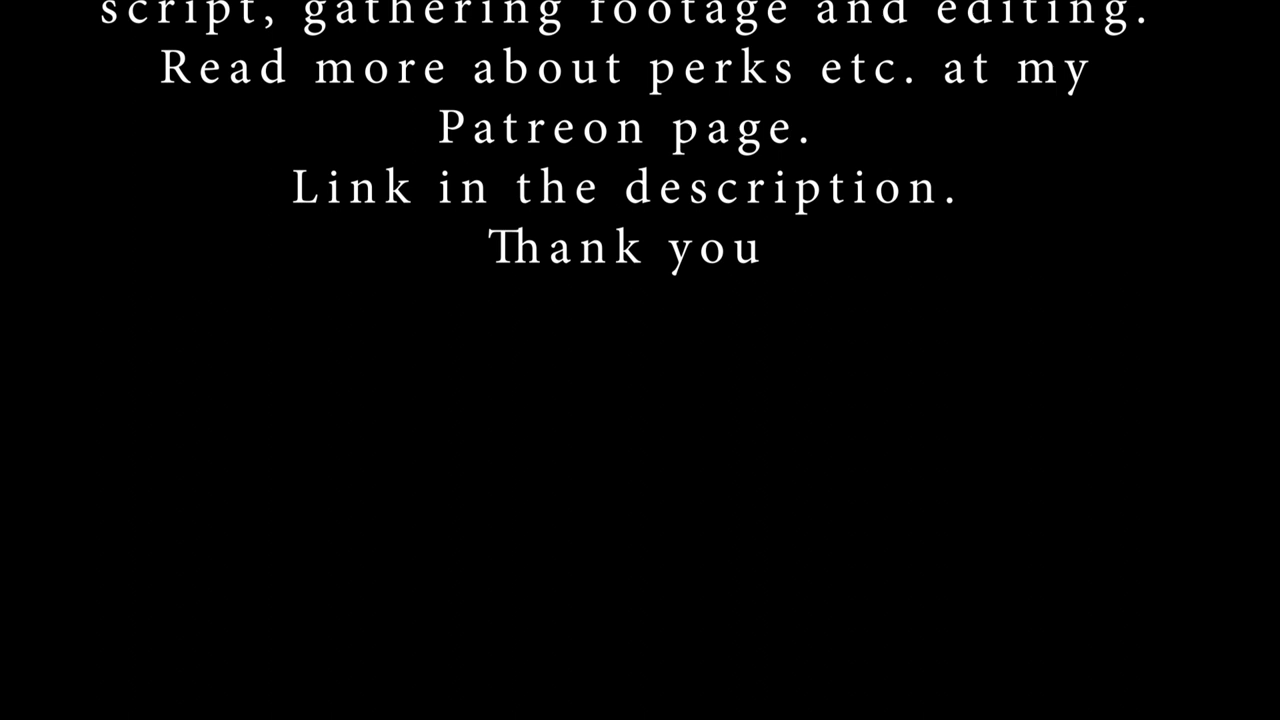 script, gathering footage and editing.
Read more about perks etc. at my
Patreon page.
Link in the description.
Thank you